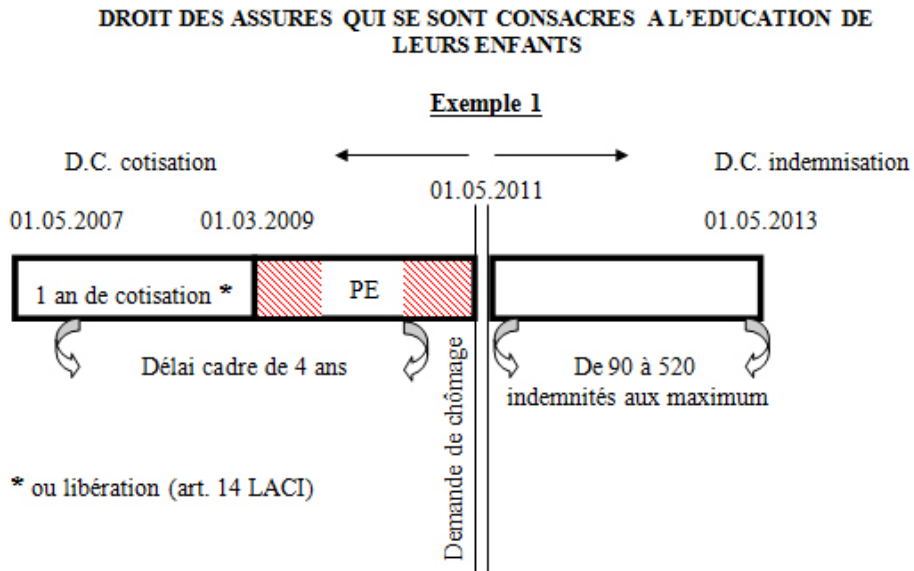 DROIT DES ASSURES QUI SE SONT CONSACRES A L'EDUCATION DE
LEURS ENFANTS
Exemple 1
D.C. cotisation
D.C. indemnisation
01.05.2011
01.05.2007
01.03.2009
01.05.2013
1 an de cotisation *
PE
Délai cadre de 4 ans
De 90 à 520
indemnités aux maximum
Demande de chômage
* ou libération (art. 14 LACI)